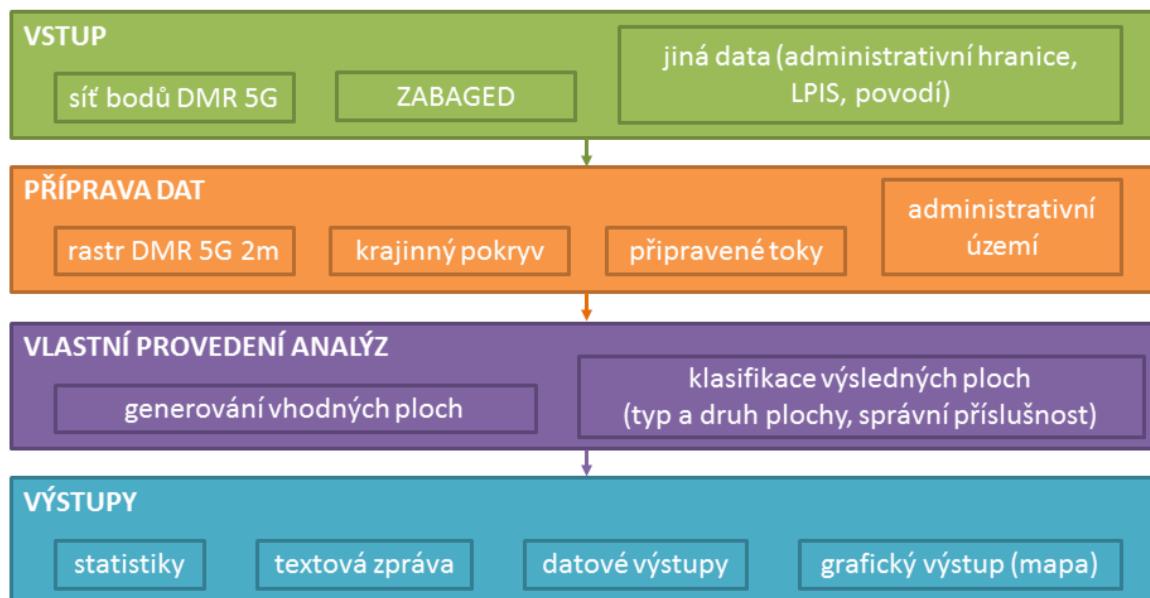 VSTUP
síť bodů DMR 5G
ZABAGED
jiná data (administrativní hranice,
LPIS, povodí)
PŘÍPRAVA DAT
rastr DMR 5G 2m
krajinný pokryv
připravené toky
administrativní
území
VLASTNÍ PROVEDENÍ ANALÝZ
generování vhodných ploch
klasifikace výsledných ploch
(typ a druh plochy, správní příslušnost)
VÝSTUPY
statistiky
textová zpráva
datové výstupy
grafický výstup (mapa)